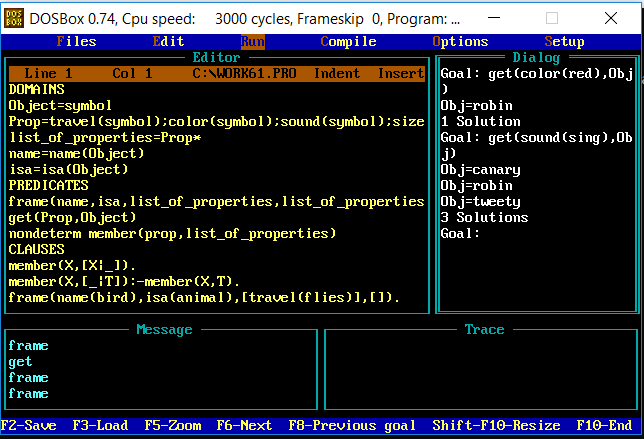 DOS BOX DOSBox 0.74, Cpu speed: 3000 cycles, Frameskip 0, Program: ...
Files Edit Run Compile Options Setup
Editor
Line 1 Col 1 C:\WORK61.PRO Indent Insert
DOMAINS
Object=symbol
Prop=travel(symbol);color(symbol);sound(symbol);size
list_of_properties=Prop*
name=name(Object)
isa=isa(Object)
PREDICATES
frame(name,isa,list_of_properties,list_of_properties
get(Prop,Object)
nondeterm member(prop,list_of_properties)
CLAUSES
member(X,[X|_]).
member(X,[_|T]):-member(X,T).
frame(name(bird),isa(animal),[travel(flies)],[]).
Dialog
Goal: get(color(red),Obj
)
Obj=robin
1 Solution
Goal: get(sound(sing),Ob
j)
Obj=canary
Obj=robin
Obj=tweety
3 Solutions
Goal:
Message
frame
get
frame
frame
Trace
F2-Save F3-Load F5-Zoom F6-Next F8-Previous goal Shift-F10-Resize F10-End